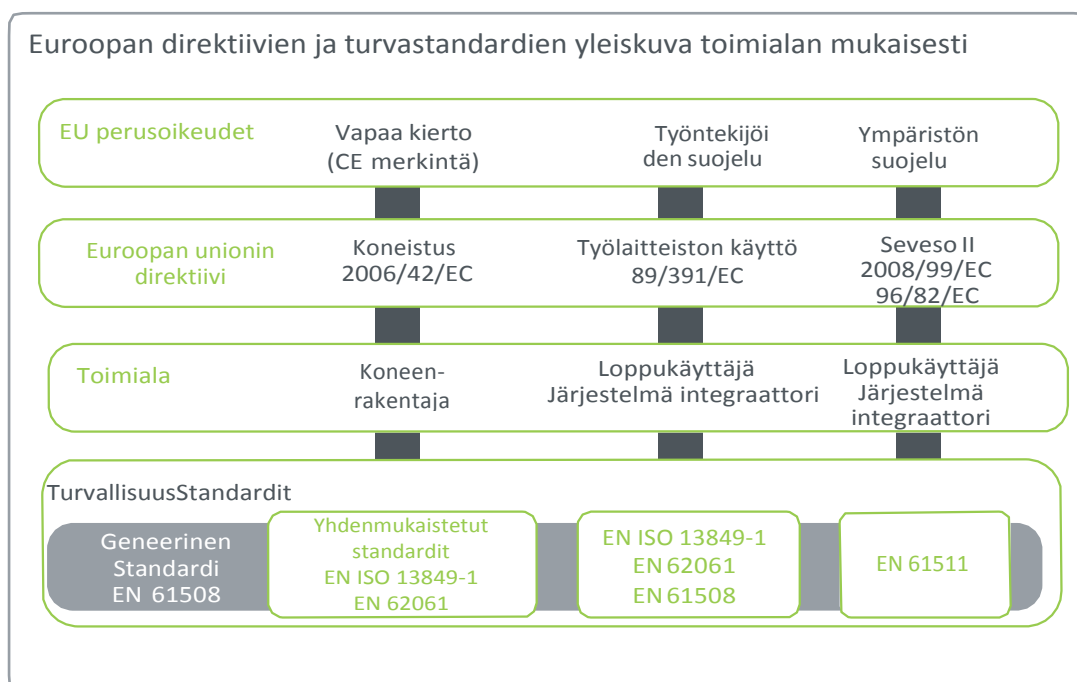 Euroopan direktiivien ja turvastandardien yleiskuva toimialan mukaisesti
EU perusoikeudet
Vapaa kierto
(CE merkintä)
Työntekijöi
den suojelu
Ympäristön
suojelu
Euroopan unionin
direktiivi
Koneistus
2006/42/EC
Työlaitteiston käyttö
89/391/EC
Seveso II
2008/99/EC
96/82/EC
Toimiala
Koneen-
rakentaja
Loppukäyttäjä
Järjestelmä integraattori
Loppukäyttäjä
Järjestelmä
integraattori
TurvallisuusStandardit
Geneerinen
Standardi
EN 61508
Yhdenmukaistetut
standardit
EN ISO 13849-1
EN 62061
EN ISO 13849-1
EN 62061
EN 61508
EN 61511